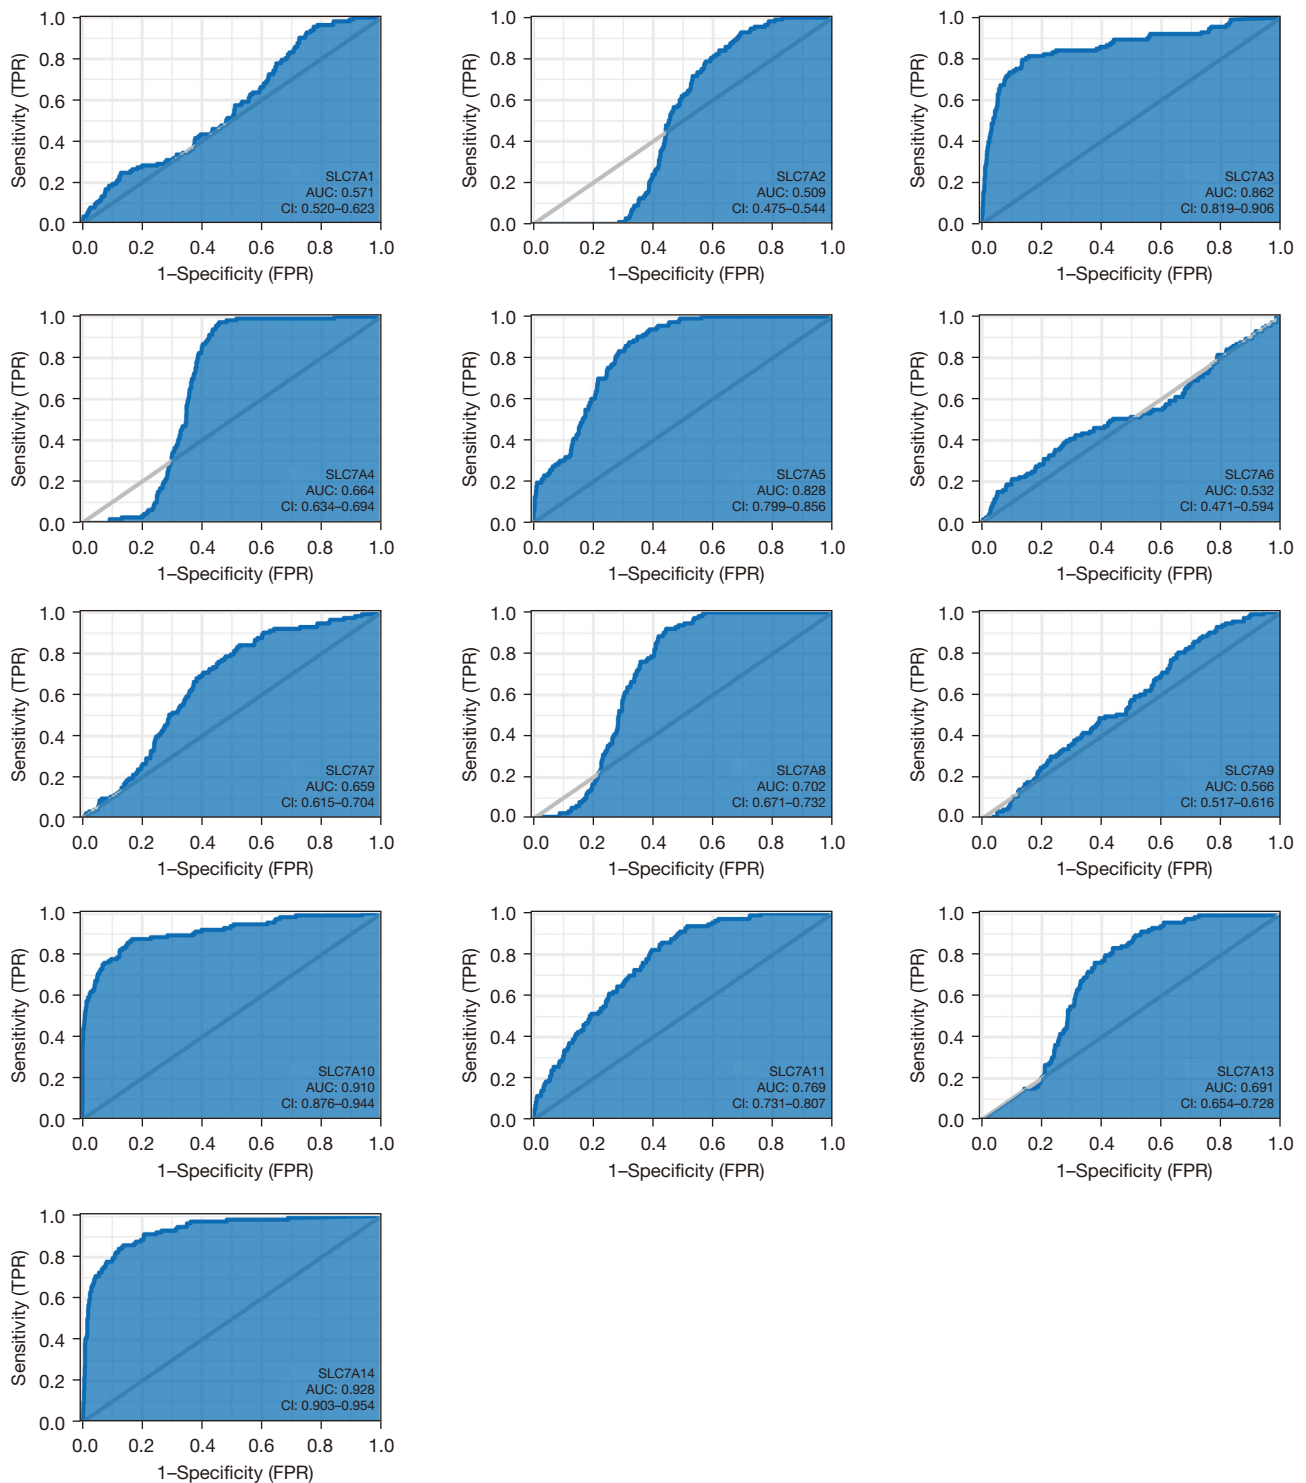 1.0
0.8
0.6
0.4
0.2
0.0
Sensitivity (TPR)
SLC7A1
AUC: 0.571
CI: 0.520–0.623
0.0 0.2 0.4 0.6 0.8 1.0
1–Specificity (FPR)
1.0
0.8
0.6
0.4
0.2
0.0
Sensitivity (TPR)
SLC7A2
AUC: 0.509
CI: 0.475–0.544
0.0 0.2 0.4 0.6 0.8 1.0
1–Specificity (FPR)
1.0
0.8
0.6
0.4
0.2
0.0
Sensitivity (TPR)
SLC7A3
AUC: 0.862
CI: 0.819–0.906
0.0 0.2 0.4 0.6 0.8 1.0
1–Specificity (FPR)
1.0
0.8
0.6
0.4
0.2
0.0
Sensitivity (TPR)
SLC7A4
AUC: 0.664
CI: 0.634–0.694
0.0 0.2 0.4 0.6 0.8 1.0
1–Specificity (FPR)
1.0
0.8
0.6
0.4
0.2
0.0
Sensitivity (TPR)
SLC7A5
AUC: 0.828
CI: 0.799–0.856
0.0 0.2 0.4 0.6 0.8 1.0
1–Specificity (FPR)
1.0
0.8
0.6
0.4
0.2
0.0
Sensitivity (TPR)
SLC7A6
AUC: 0.532
CI: 0.471–0.594
0.0 0.2 0.4 0.6 0.8 1.0
1–Specificity (FPR)
1.0
0.8
0.6
0.4
0.2
0.0
Sensitivity (TPR)
SLC7A7
AUC: 0.659
CI: 0.615–0.704
0.0 0.2 0.4 0.6 0.8 1.0
1–Specificity (FPR)
1.0
0.8
0.6
0.4
0.2
0.0
Sensitivity (TPR)
SLC7A8
AUC: 0.702
CI: 0.671–0.732
0.0 0.2 0.4 0.6 0.8 1.0
1–Specificity (FPR)
1.0
0.8
0.6
0.4
0.2
0.0
Sensitivity (TPR)
SLC7A9
AUC: 0.566
CI: 0.517–0.616
0.0 0.2 0.4 0.6 0.8 1.0
1–Specificity (FPR)
1.0
0.8
0.6
0.4
0.2
0.0
Sensitivity (TPR)
SLC7A10
AUC: 0.910
CI: 0.876–0.944
0.0 0.2 0.4 0.6 0.8 1.0
1–Specificity (FPR)
1.0
0.8
0.6
0.4
0.2
0.0
Sensitivity (TPR)
SLC7A11
AUC: 0.769
CI: 0.731–0.807
0.0 0.2 0.4 0.6 0.8 1.0
1–Specificity (FPR)
1.0
0.8
0.6
0.4
0.2
0.0
Sensitivity (TPR)
SLC7A13
AUC: 0.691
CI: 0.654–0.728
0.0 0.2 0.4 0.6 0.8 1.0
1–Specificity (FPR)
1.0
0.8
0.6
0.4
0.2
0.0
Sensitivity (TPR)
SLC7A14
AUC: 0.928
CI: 0.903–0.954
0.0 0.2 0.4 0.6 0.8 1.0
1–Specificity (FPR)